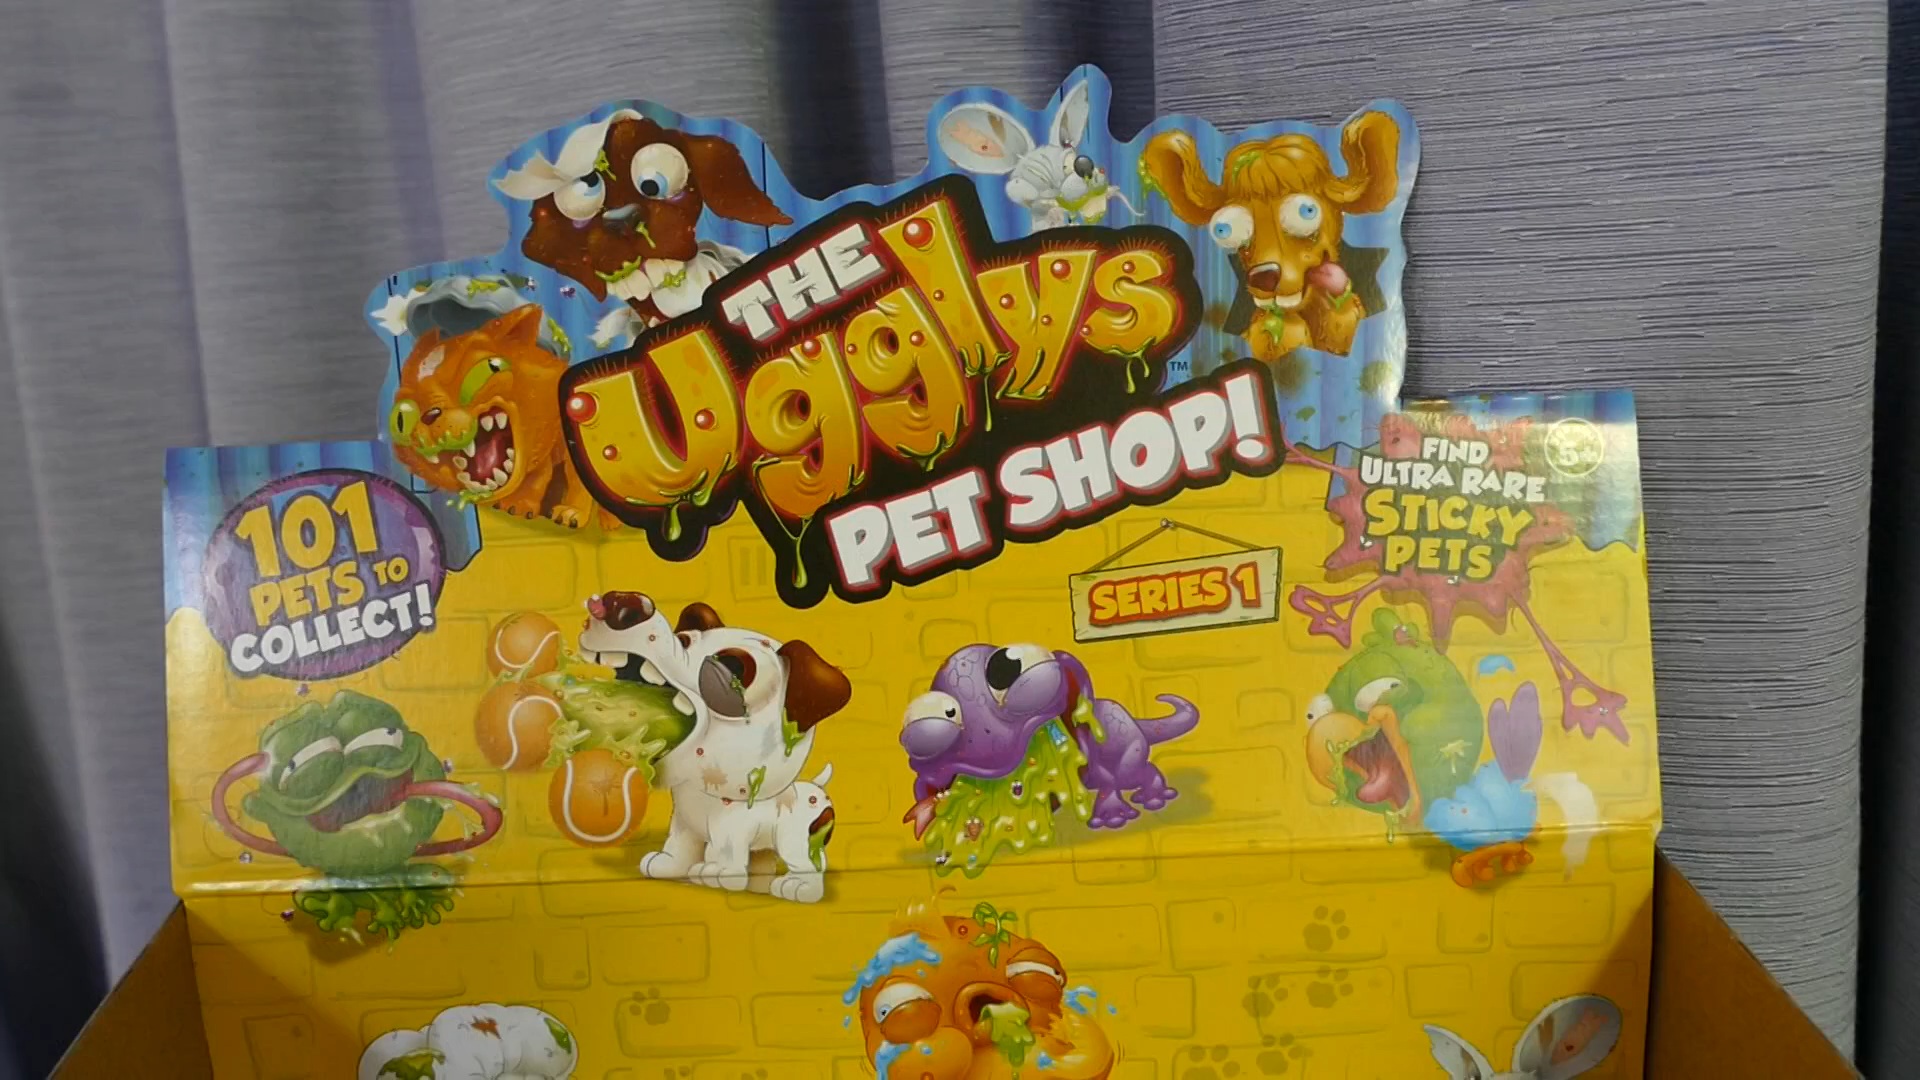 THE
Ugglys
TM
PET SHOP!
101
PETS TO
COLLECT!
SERIES 1
FIND
ULTRA RARE
STICKY
PETS
5+